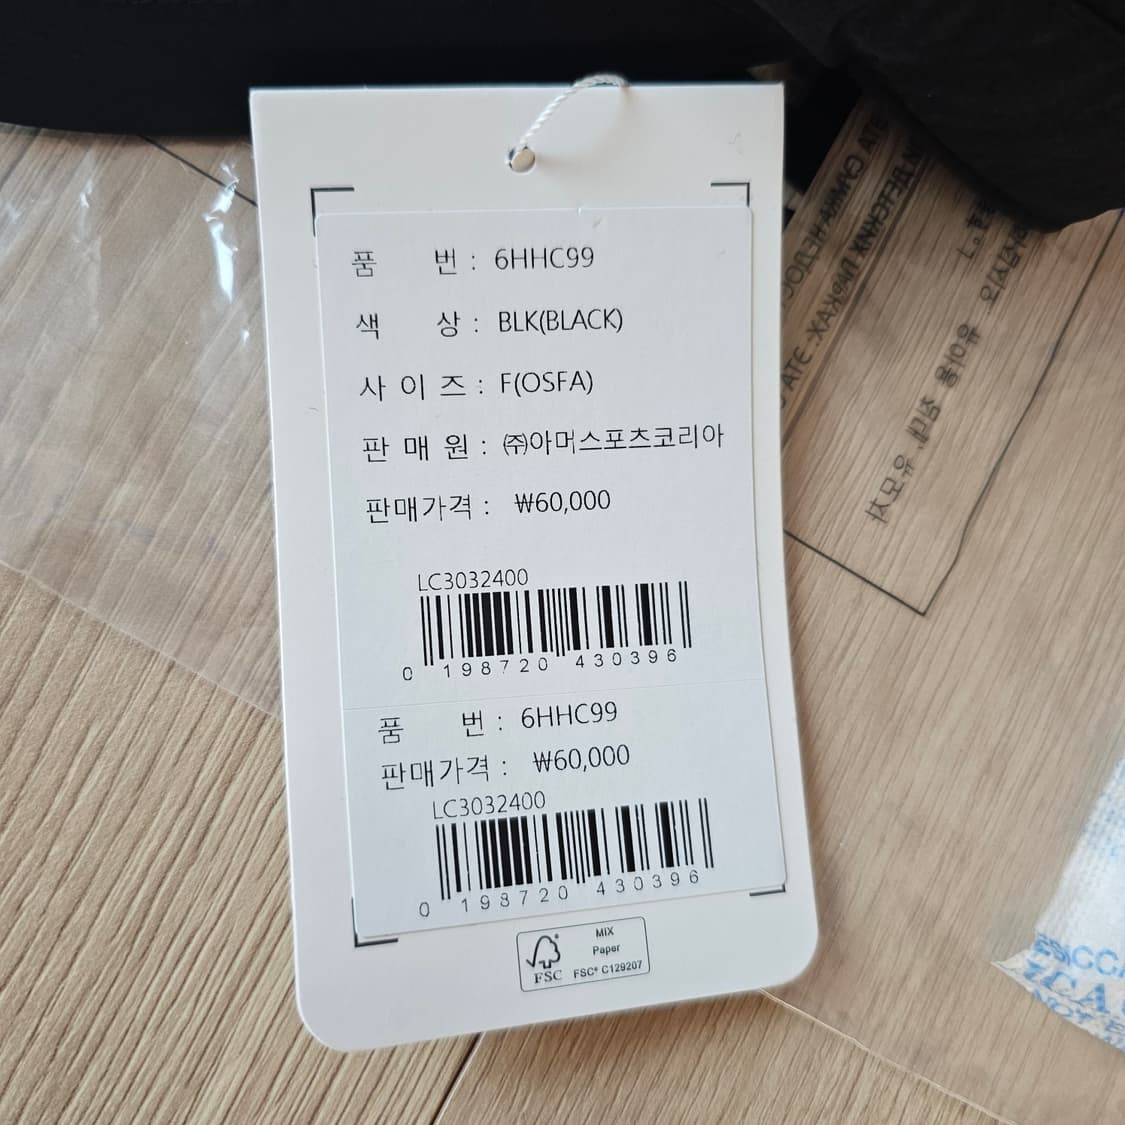 품 번 : 6HHC99
색 상 : BLK(BLACK)
사 이 즈 : F(OSFA)
판 매 원 : ㈜아머스포츠코리아
판매가격 : ₩60,000
LC3032400
0 198720 430396
품 번 : 6HHC99
판매가격 : ₩60,000
LC3032400
0 198720 430396
MIX
Paper
FSC® C129207
FSC